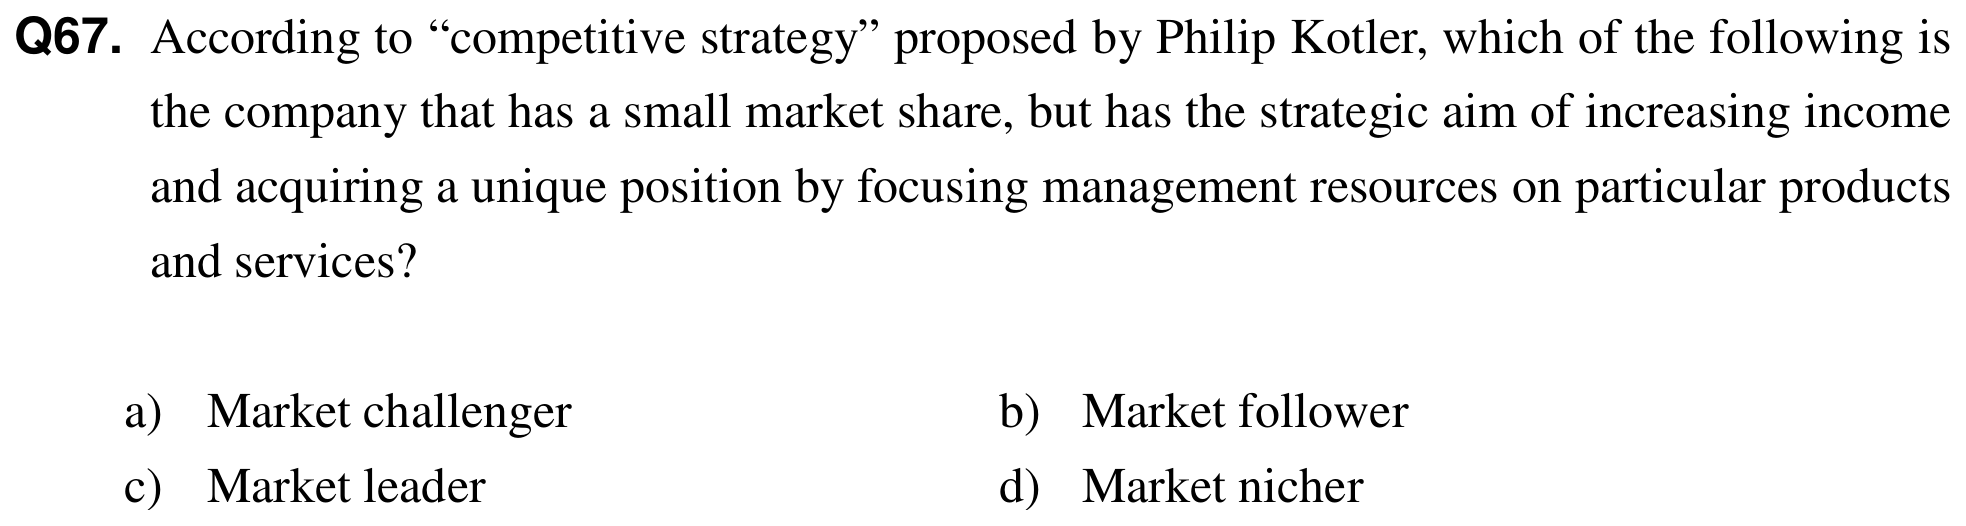 Q67. According to “competitive strategy” proposed by Philip Kotler, which of the following is
the company that has a small market share, but has the strategic aim of increasing income
and acquiring a unique position by focusing management resources on particular products
and services?
a) Market challenger b) Market follower
c) Market leader d) Market nicher